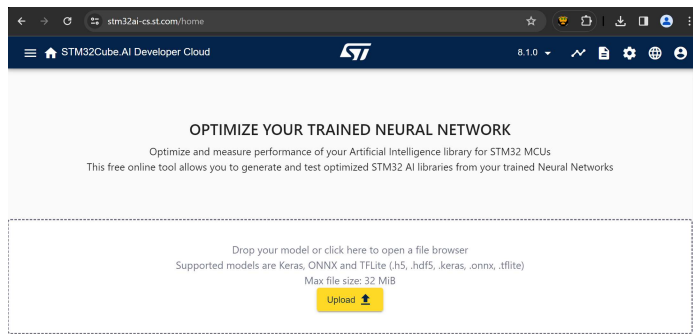 stm32ai-cs.st.com/home
STM32Cube.AI Developer Cloud
8.1.0
OPTIMIZE YOUR TRAINED NEURAL NETWORK
Optimize and measure performance of your Artificial Intelligence library for STM32 MCUs
This free online tool allows you to generate and test optimized STM32 AI libraries from your trained Neural Networks
Drop your model or click here to open a file browser
Supported models are Keras, ONNX and TFLite (.h5, .hdf5, .keras, .onnx, .tflite)
Max file size: 32 MiB
Upload